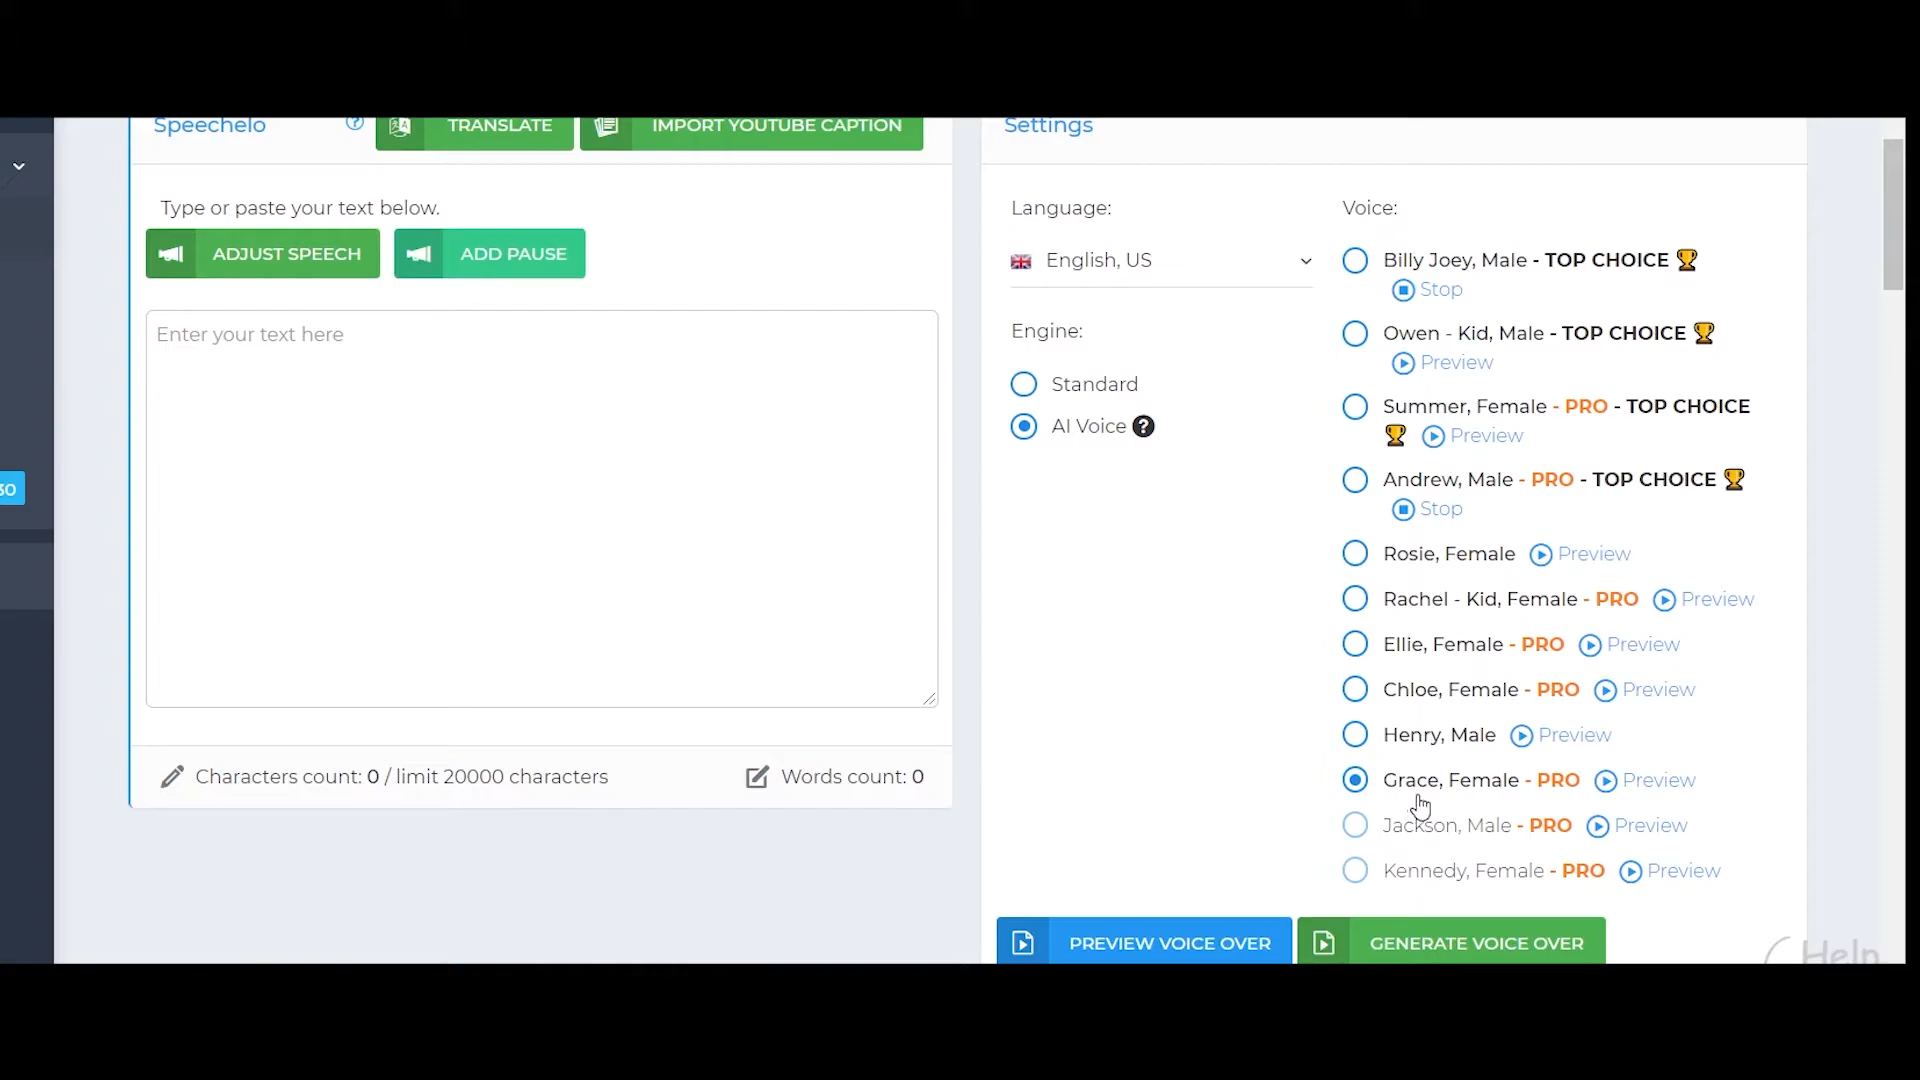 Speechelo
TRANSLATE
IMPORT YOUTUBE CAPTION
Type or paste your text below.
ADJUST SPEECH
ADD PAUSE
Enter your text here
Characters count: 0 / limit 20000 characters
Words count: 0
Settings
Language:
English, US
Engine:
Standard
AI Voice
Voice:
Billy Joey, Male - TOP CHOICE
Stop
Owen - Kid, Male - TOP CHOICE
Preview
Summer, Female - PRO - TOP CHOICE
Preview
Andrew, Male - PRO - TOP CHOICE
Stop
Rosie, Female Preview
Rachel - Kid, Female - PRO Preview
Ellie, Female - PRO Preview
Chloe, Female - PRO Preview
Henry, Male Preview
Grace, Female - PRO Preview
Jackson, Male - PRO Preview
Kennedy, Female - PRO Preview
PREVIEW VOICE OVER
GENERATE VOICE OVER
Help